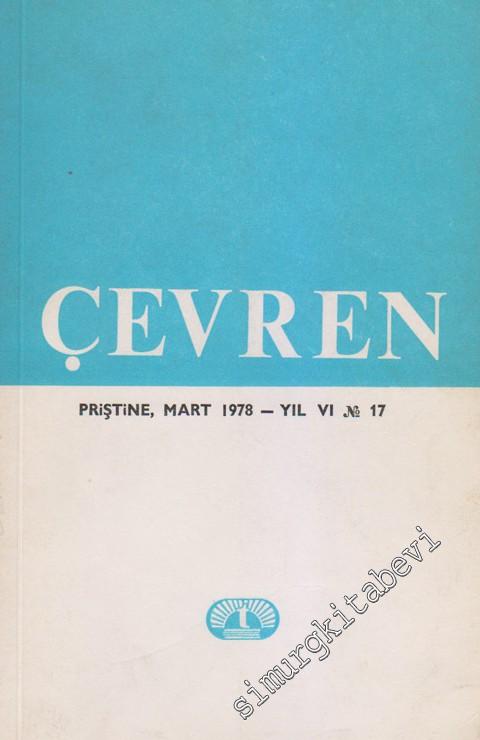 ÇEVREN
PRiŞTiNE, MART 1978 — YIL VI № 17
t
simurgkitabevi